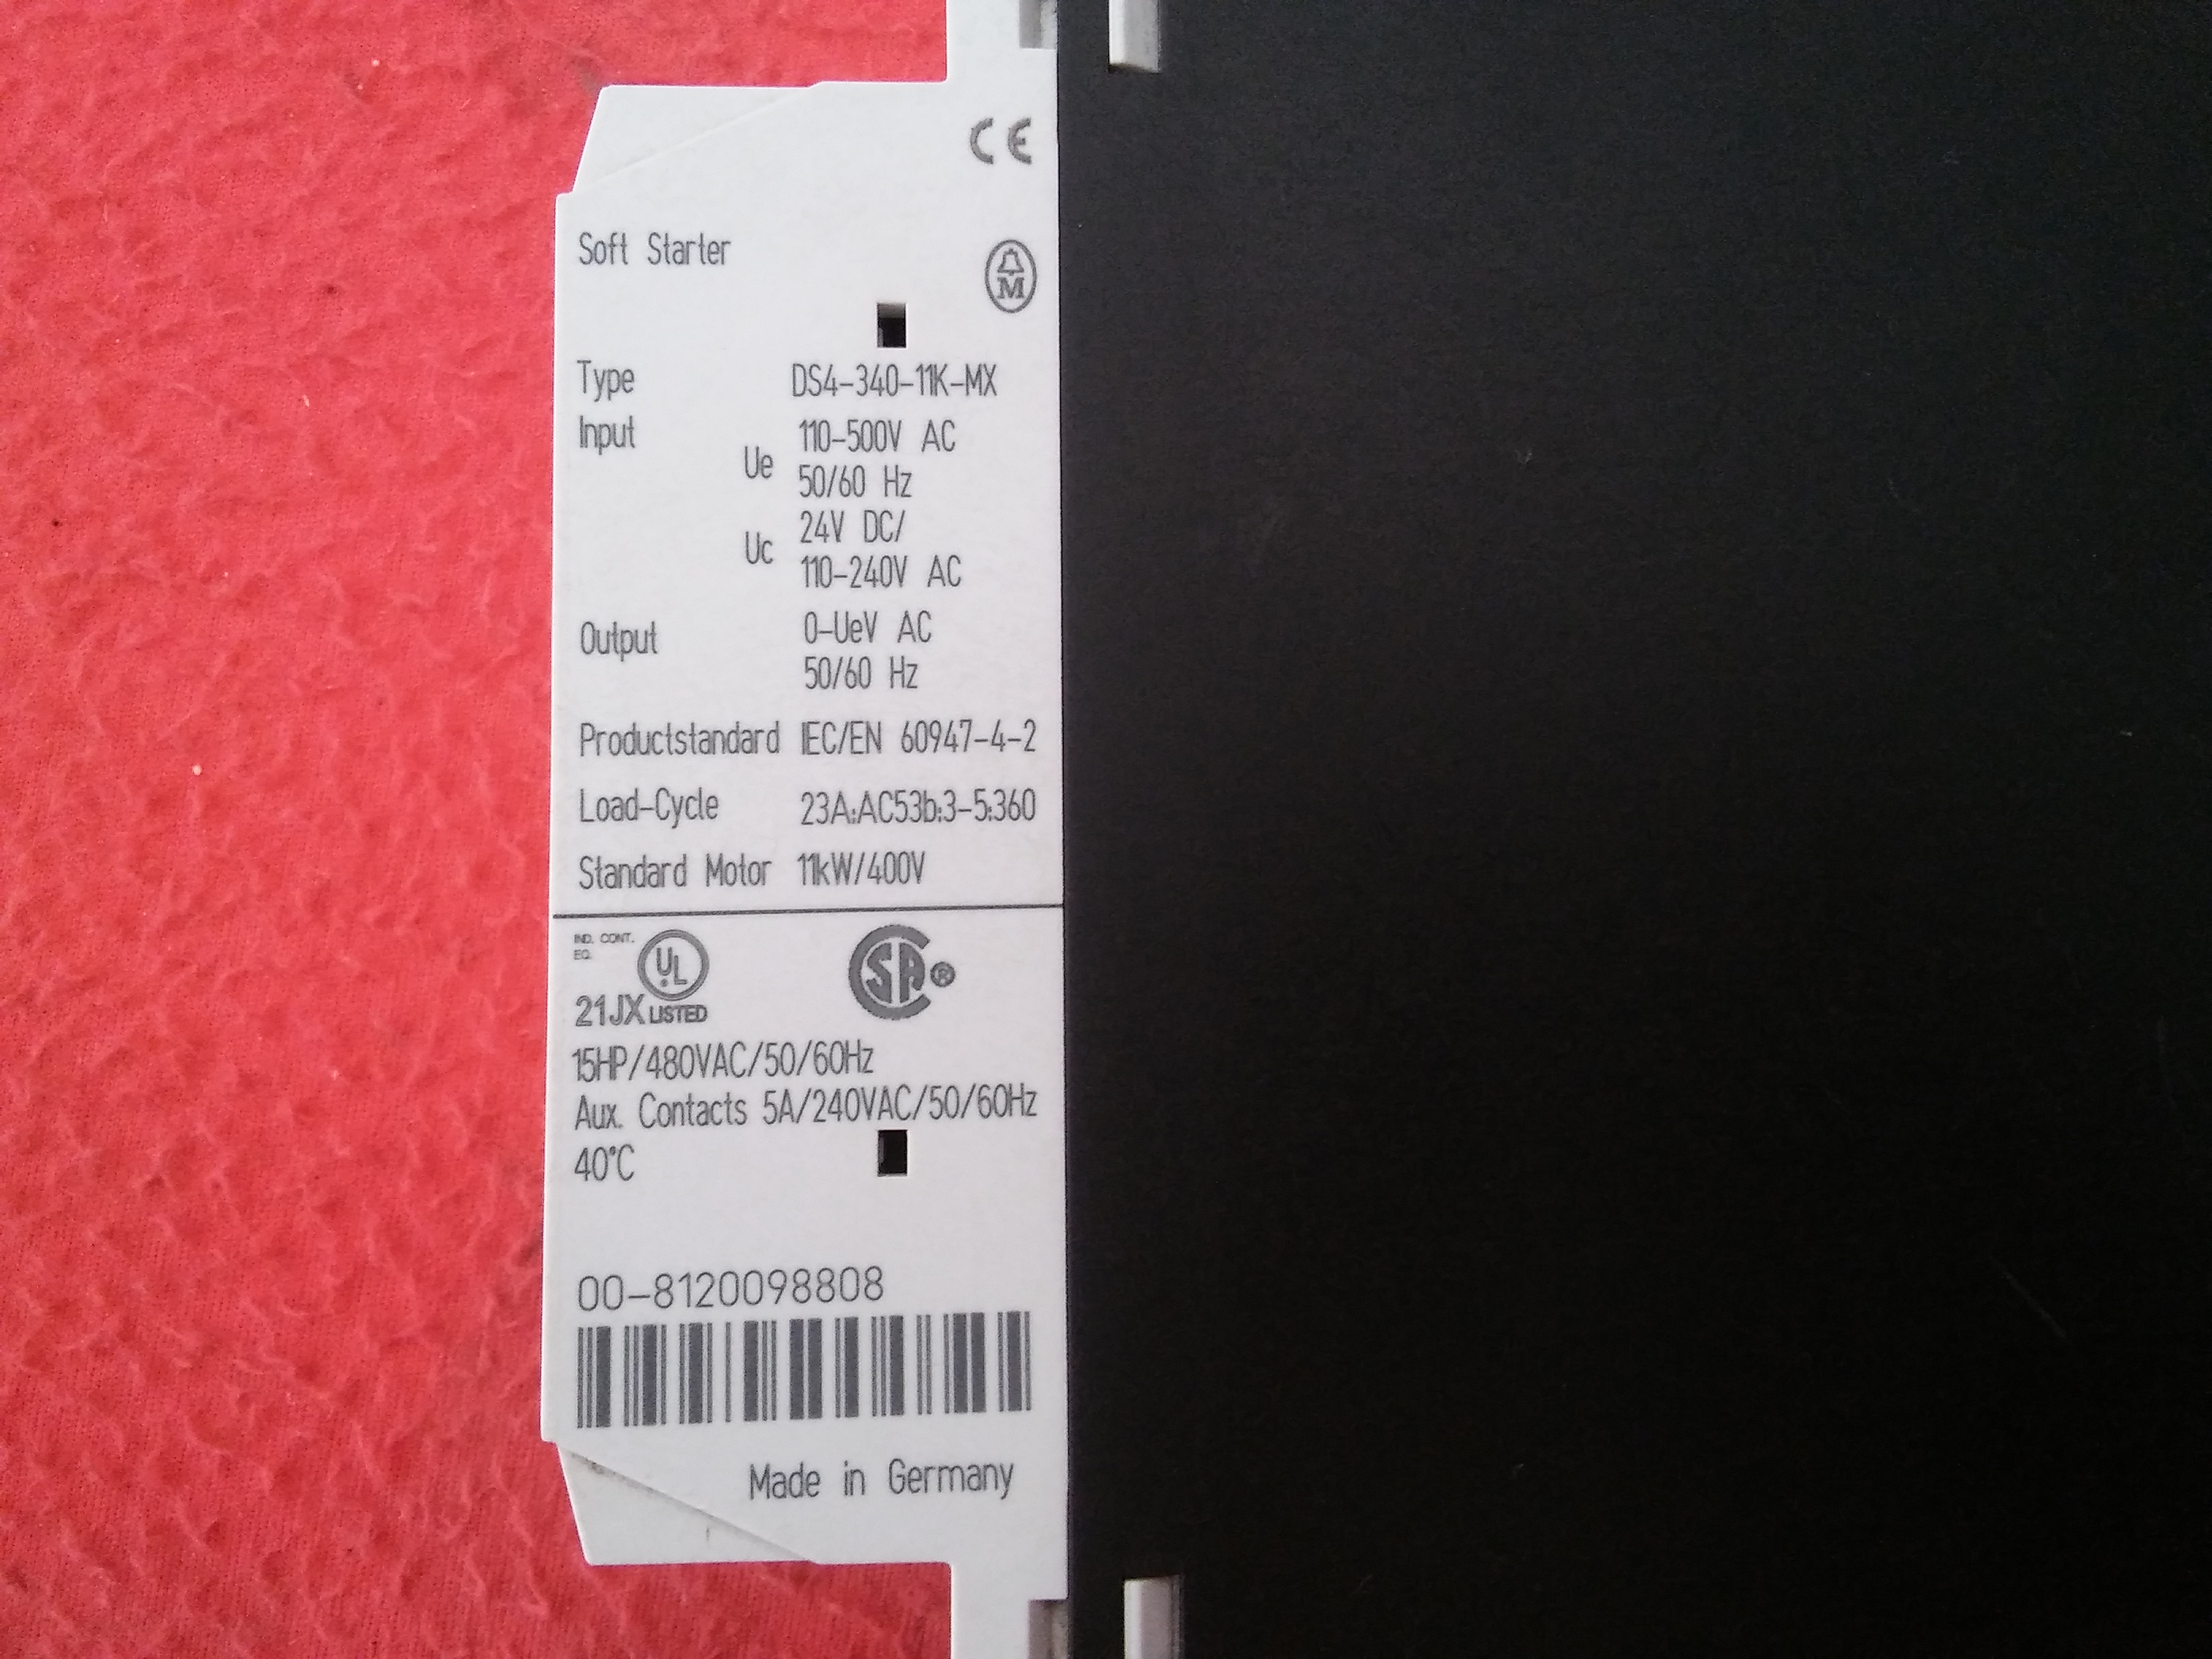 CE
Soft Starter
M
Type DS4-340-11K-MX
Input Ue 110-500V AC
50/60 Hz
Uc 24V DC/
110-240V AC
Output 0-UeV AC
50/60 Hz
Productstandard IEC/EN 60947-4-2
Load-Cycle 23A:AC53b:3-5:360
Standard Motor 11kW/400V
IND. CONT.
EQ.
UL
SA®
21JX LISTED
15HP/480VAC/50/60Hz
Aux. Contacts 5A/240VAC/50/60Hz
40°C
00-8120098808
Made in Germany